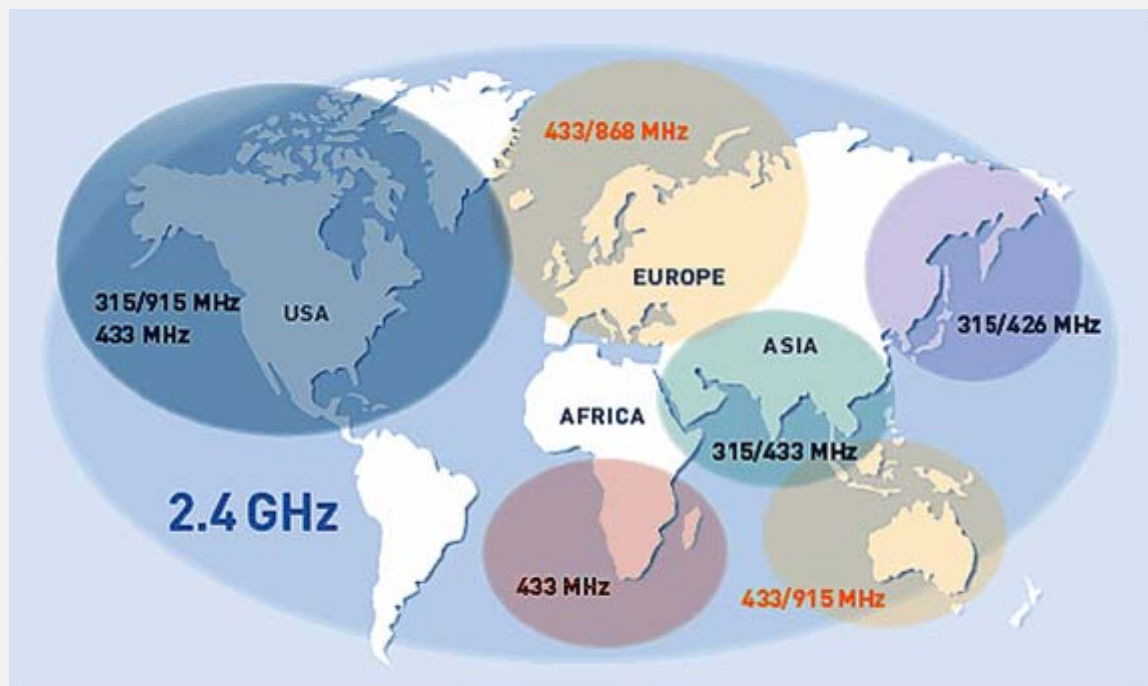 433/868 MHz
EUROPE
315/915 MHz
433 MHz
USA
315/426 MHz
ASIA
AFRICA
315/433 MHz
2.4 GHz
433 MHz
433/915 MHz